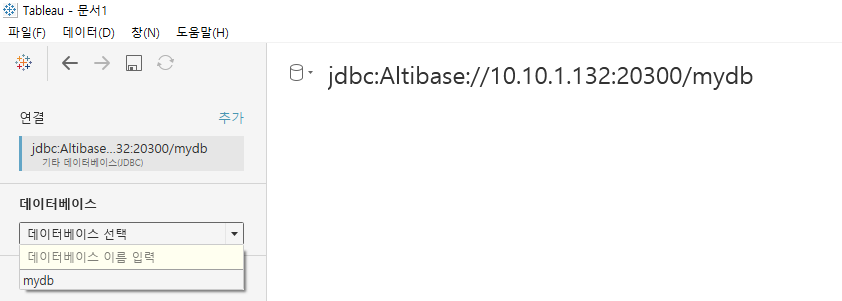 Tableau - 문서1
파일(F) 데이터(D) 창(N) 도움말(H)
jdbc:Altibase://10.10.1.132:20300/mydb
연결 추가
jdbc:Altibase...32:20300/mydb
기타 데이터베이스(JDBC)
데이터베이스
데이터베이스 선택
데이터베이스 이름 입력
mydb